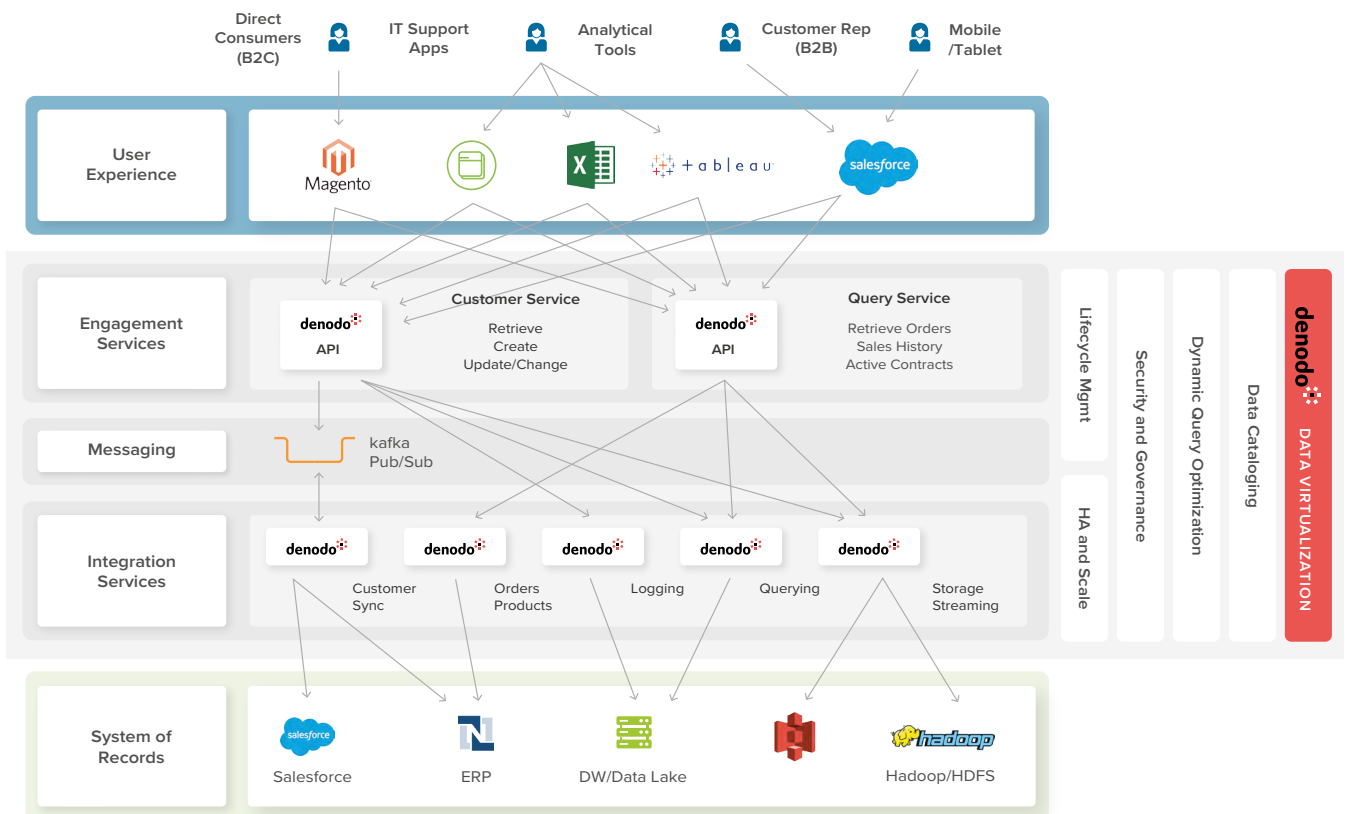 Direct
Consumers
(B2C)
IT Support
Apps
Analytical
Tools
Customer Rep
(B2B)
Mobile
/Tablet
User
Experience
Magento
X
+ a b l e a u
salesforce
Engagement
Services
denodo
API
Customer Service
Retrieve
Create
Update/Change
denodo
API
Query Service
Retrieve Orders
Sales History
Active Contracts
Messaging
kafka
Pub/Sub
Integration
Services
denodo
Customer
Sync
denodo
Orders
Products
denodo
Logging
denodo
Querying
denodo
Storage
Streaming
Lifecycle Mgmt
HA and Scale
Security and Governance
Dynamic Query Optimization
Data Cataloging
denodo DATA VIRTUALIZATION
System of
Records
salesforce
Salesforce
N
ERP
DW/Data Lake
hadoop
Hadoop/HDFS